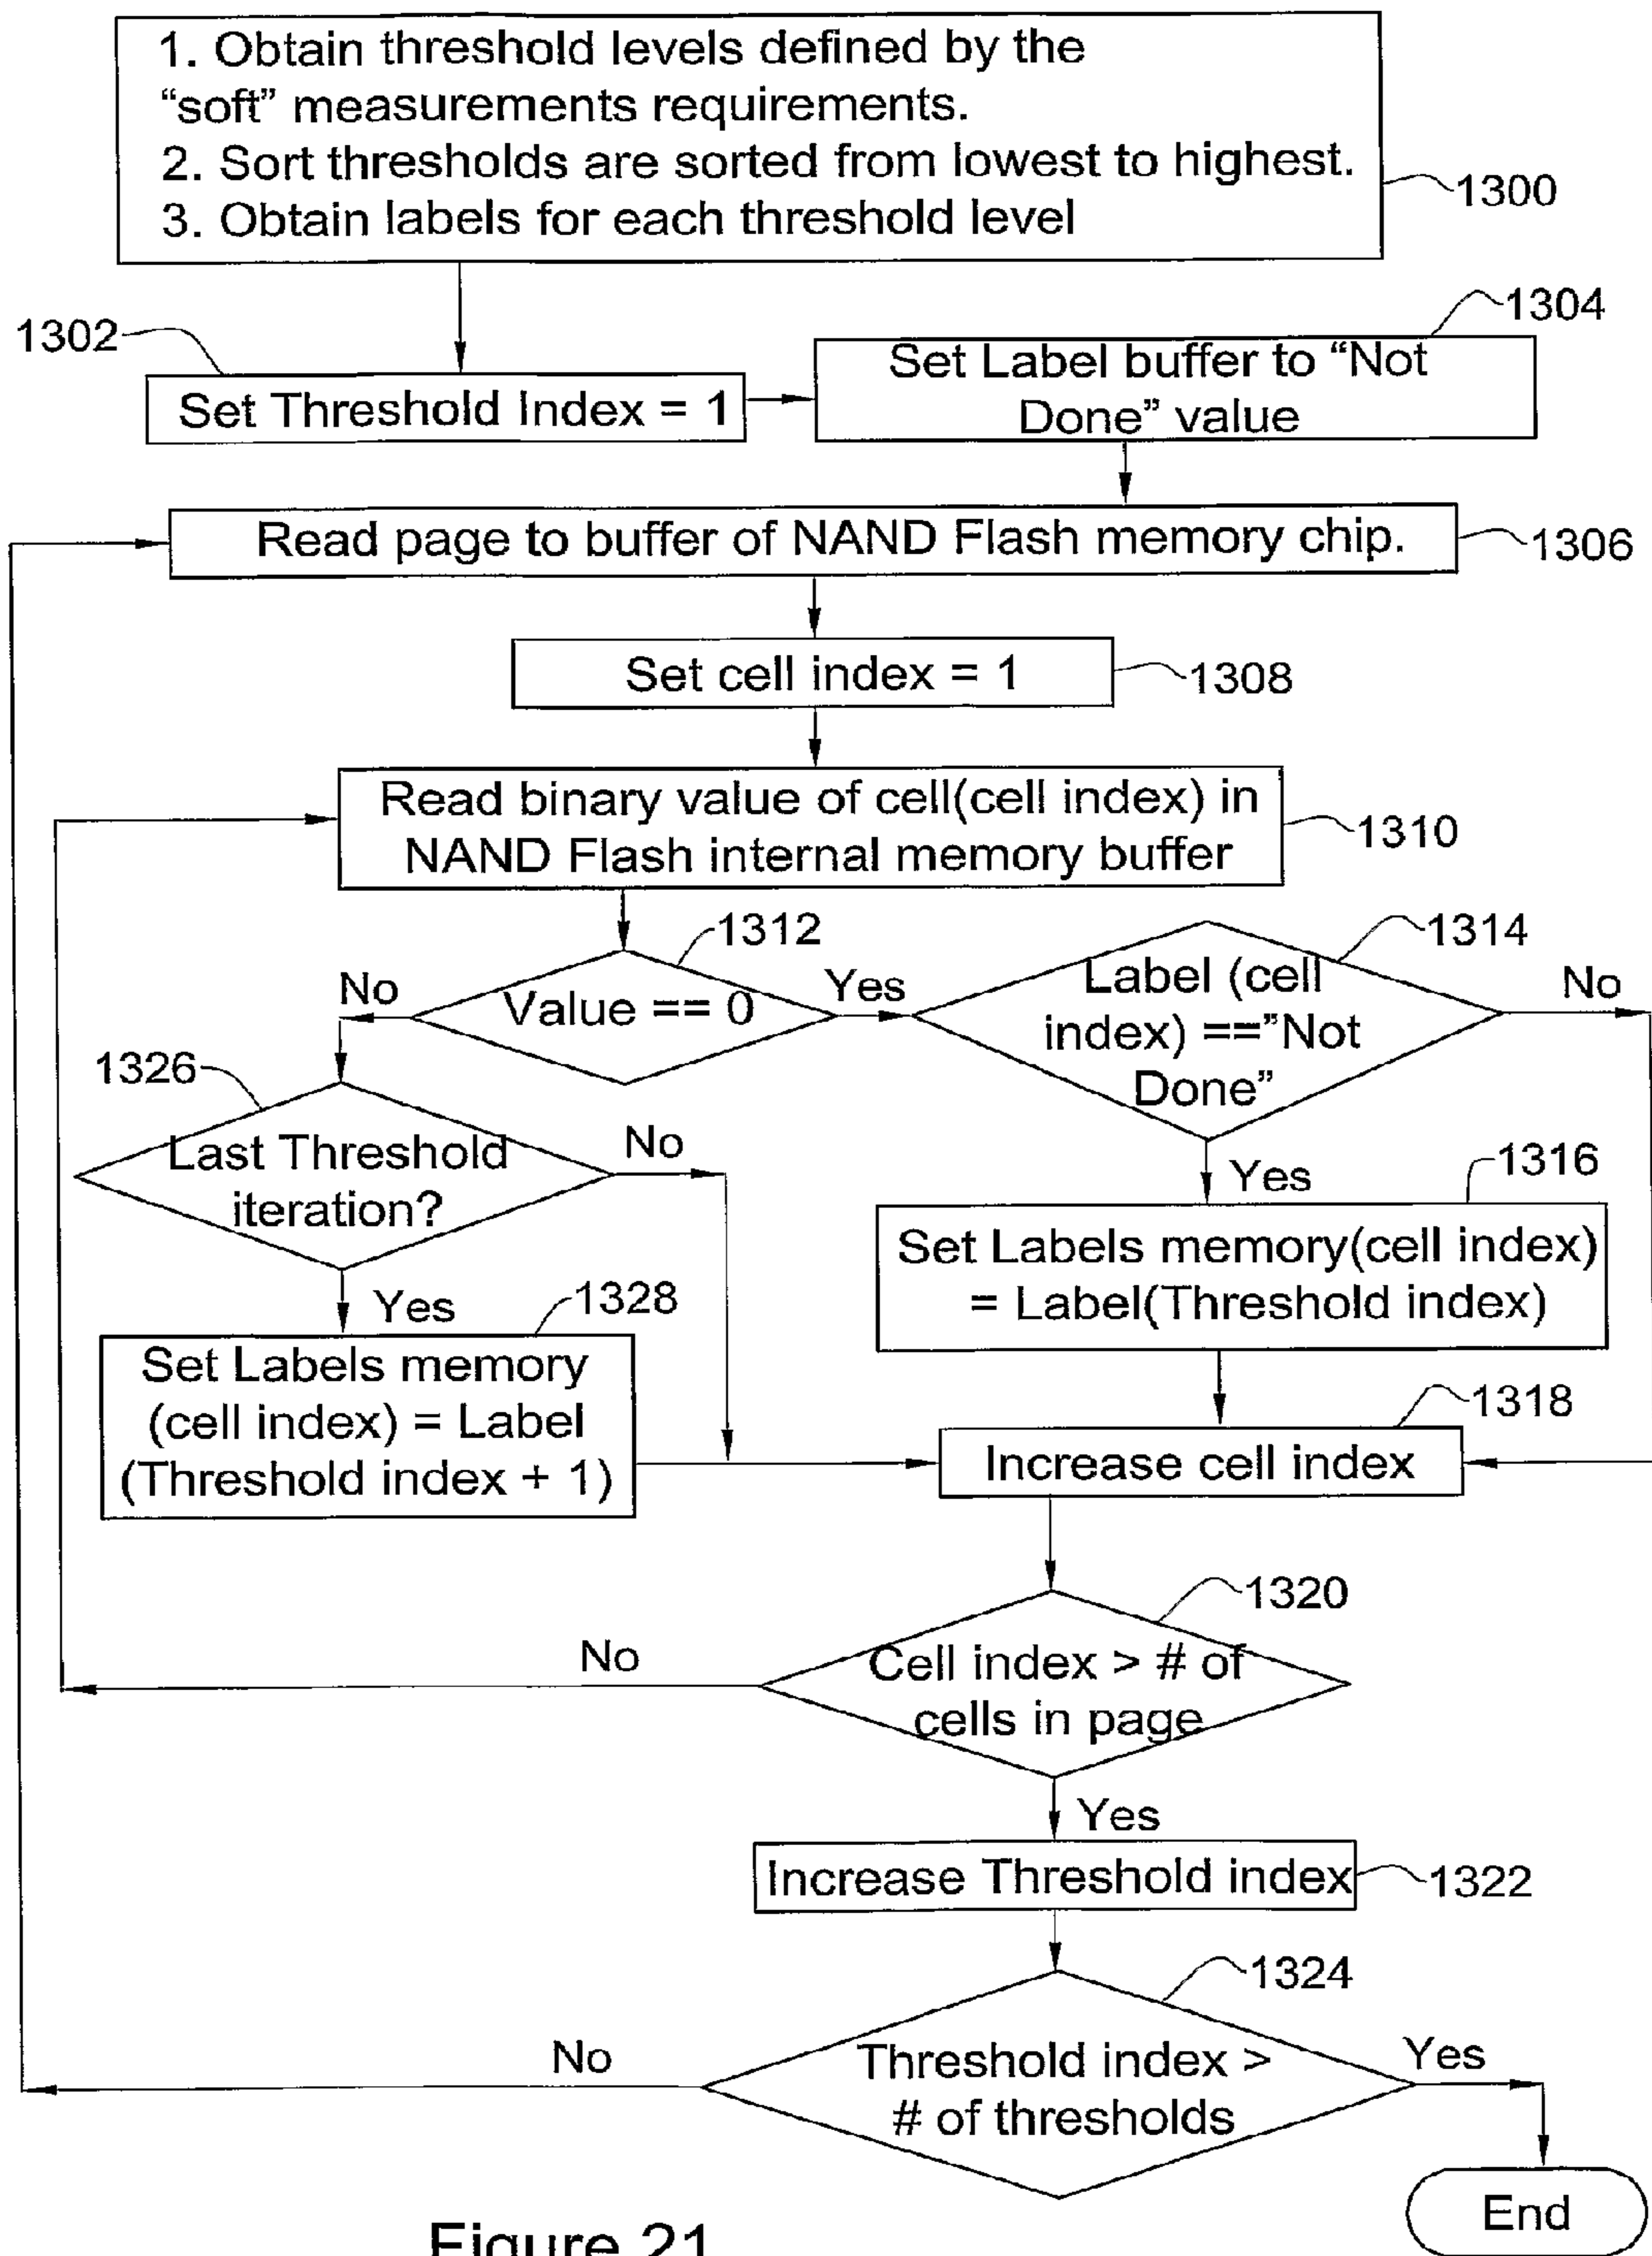 1. Obtain threshold levels defined by the
“soft” measurements requirements.
2. Sort thresholds are sorted from lowest to highest.
3. Obtain labels for each threshold level
1300
1302
1304
Set Threshold Index = 1
Set Label buffer to “Not
Done” value
Read page to buffer of NAND Flash memory chip.
1306
Set cell index = 1
1308
Read binary value of cell(cell index) in
NAND Flash internal memory buffer
1310
1312
1314
Value == 0
No
Yes
Label (cell
index) ==”Not
Done”
No
1326
Last Threshold
iteration?
No
Yes
1316
Set Labels memory(cell index)
= Label(Threshold index)
Yes
1328
Set Labels memory
(cell index) = Label
(Threshold index + 1)
1318
Increase cell index
1320
Cell index > # of
cells in page
No
Yes
Increase Threshold index
1322
1324
Threshold index >
# of thresholds
No
Yes
End
Figure 21